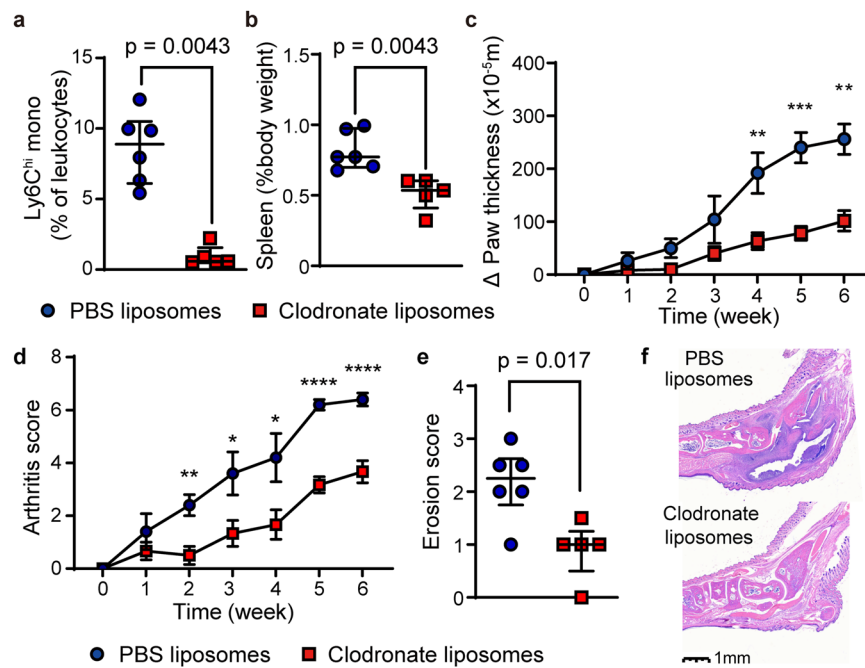 a
p = 0.0043
Ly6Chi mono
(% of leukocytes)
15
10
5
0
b
p = 0.0043
Spleen (%body weight)
1.5
1.0
0.5
0.0
c
Δ Paw thickness (x10-5m)
400
300
200
100
0
** *** **
0 1 2 3 4 5 6
Time (week)
PBS liposomes
Clodronate liposomes
d
Arthritis score
8
6
4
2
0
** * * **** ****
0 1 2 3 4 5 6
Time (week)
e
p = 0.017
Erosion score
4
3
2
1
0
f
PBS
liposomes
Clodronate
liposomes
1mm
PBS liposomes
Clodronate liposomes